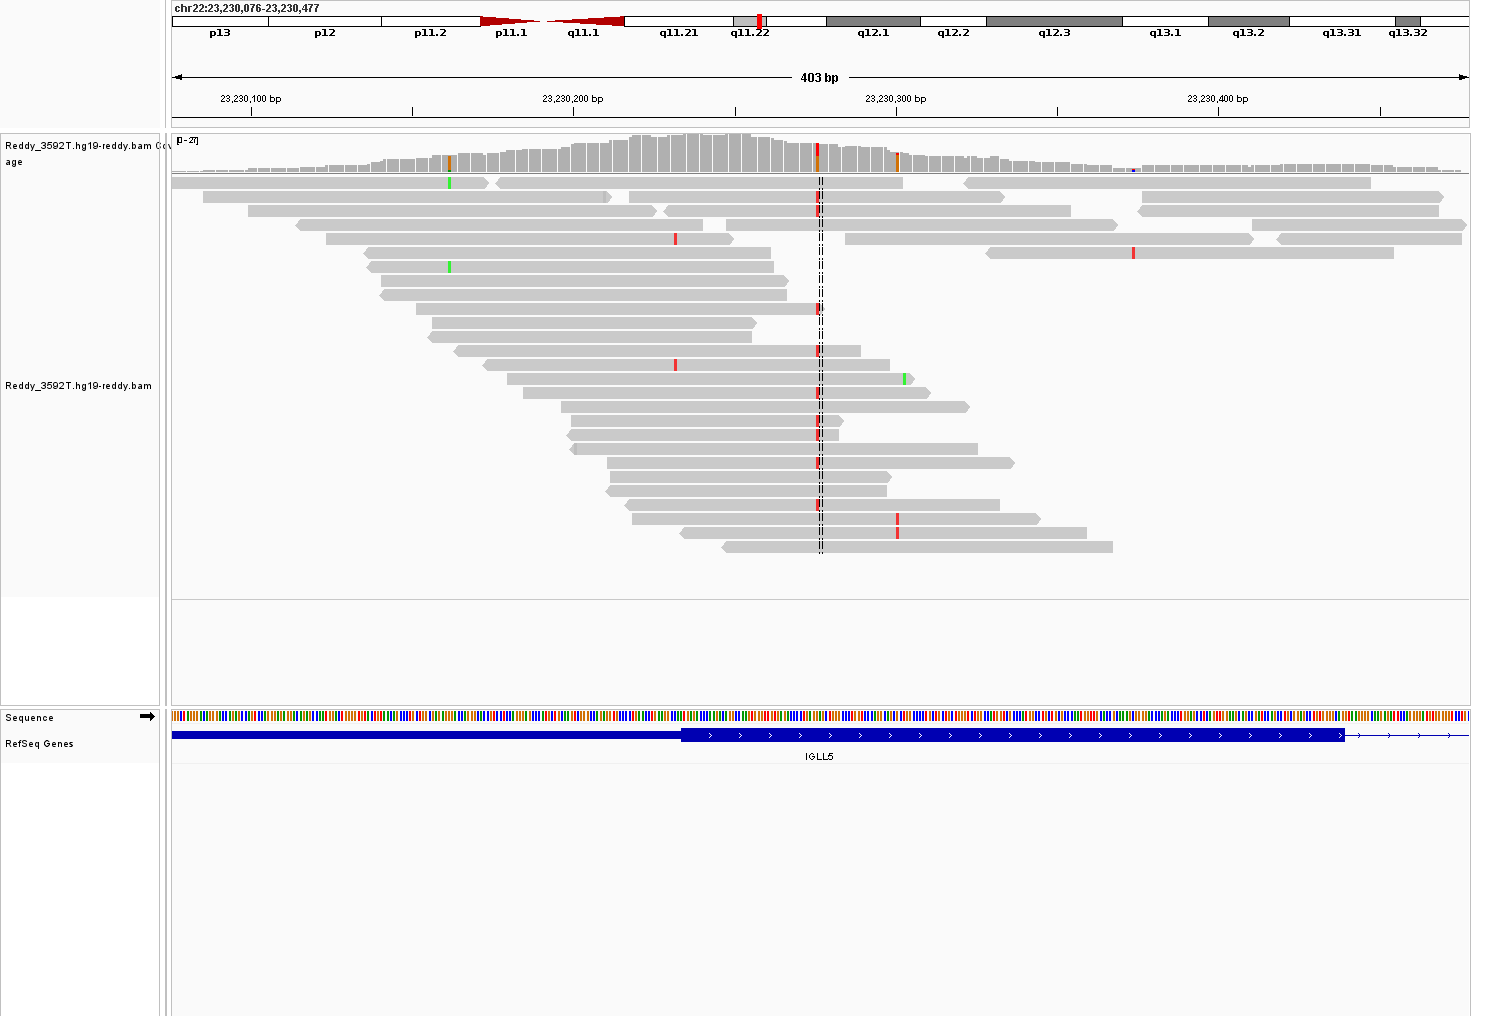 chr22:23,230,076-23,230,477
p13 p12 p11.2 p11.1 q11.1 q11.21 q11.22 q12.1 q12.2 q12.3 q13.1 q13.2 q13.31 q13.32
403 bp
23,230,100 bp 23,230,200 bp 23,230,300 bp 23,230,400 bp
Reddy_3592T.hg19-reddy.bam Cov
age
[0 - 27]
Reddy_3592T.hg19-reddy.bam
Sequence
RefSeq Genes
IGLL5